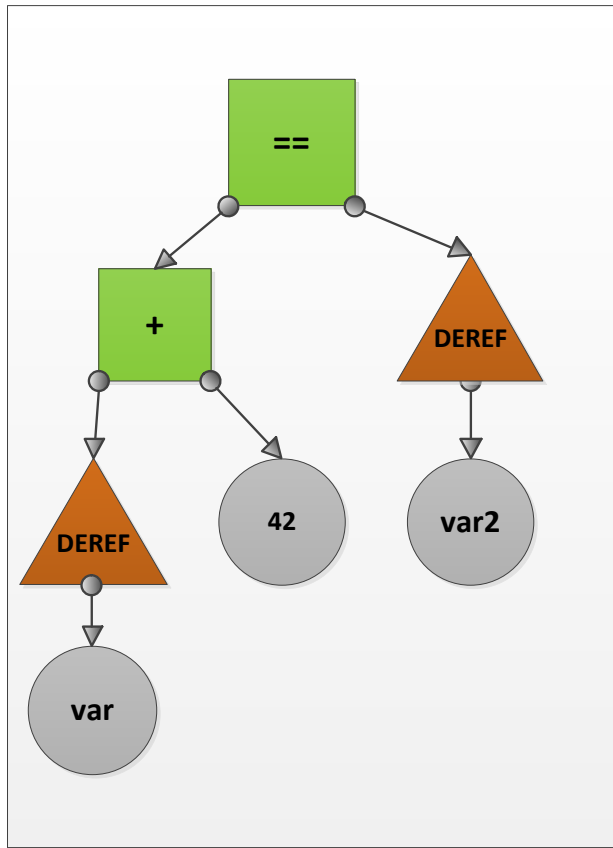 ==
+
DEREF
DEREF
42
var2
var